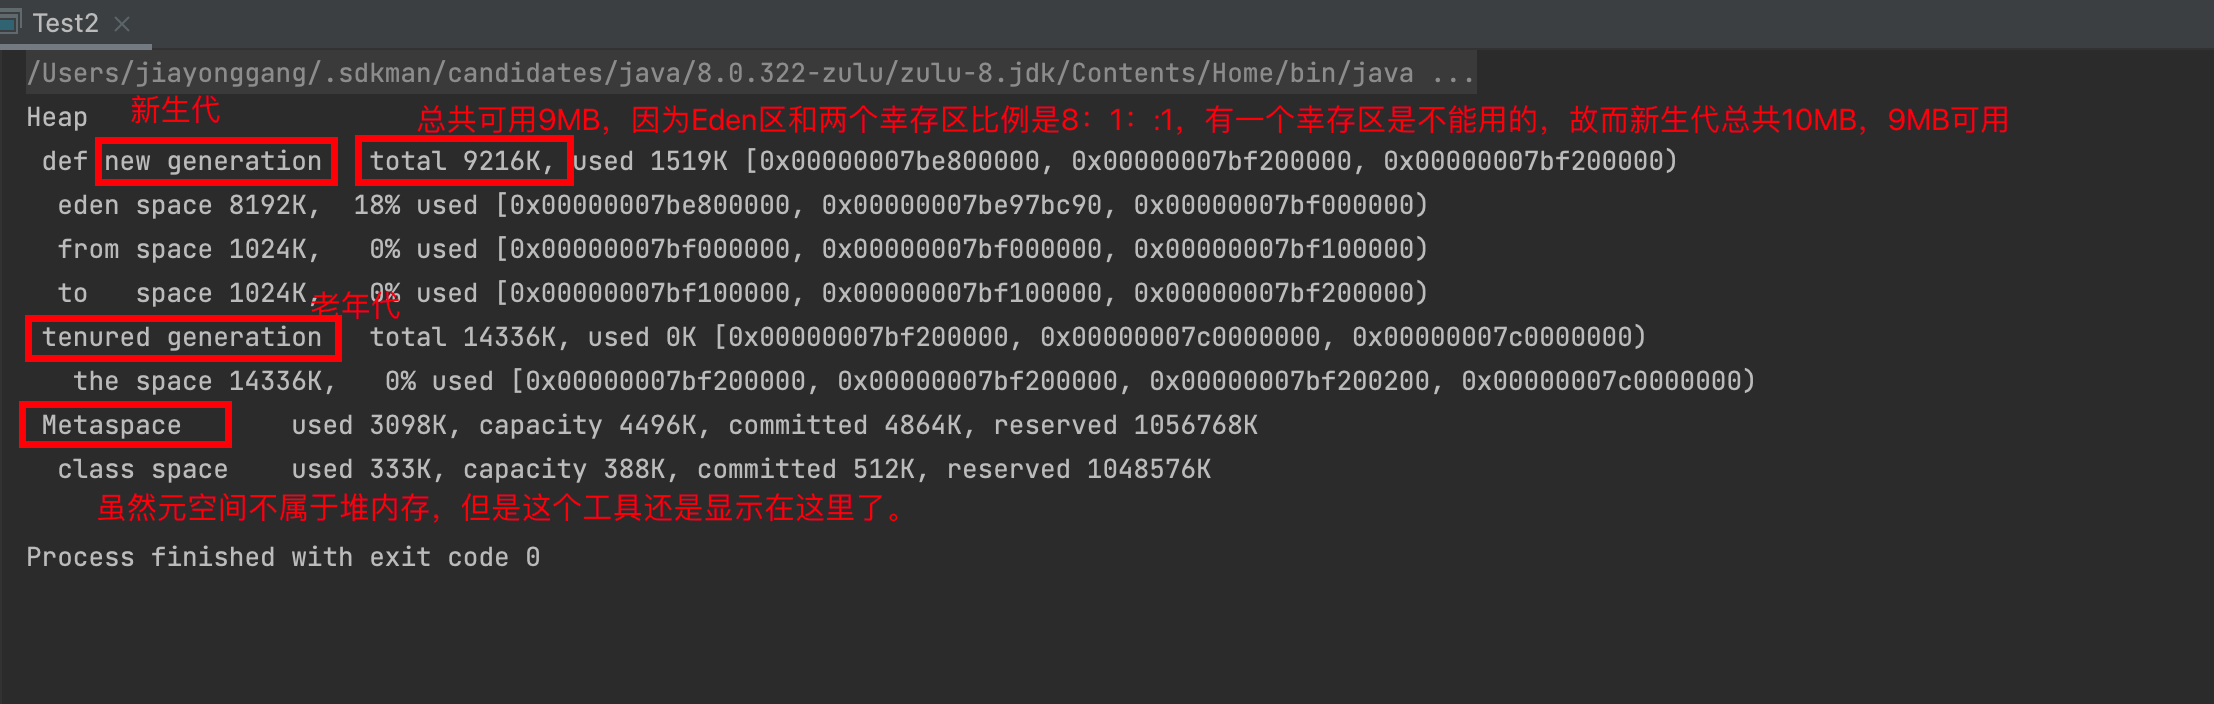 Test2
/Users/jiayonggang/.sdkman/candidates/java/8.0.322-zulu/zulu-8.jdk/Contents/Home/bin/java ...
新生代
总共可用9MB，因为Eden区和两个幸存区比例是8：1：:1，有一个幸存区是不能用的，故而新生代总共10MB，9MB可用
Heap
def new generation   total 9216K, used 1519K [0x00000007be800000, 0x00000007bf200000, 0x00000007bf200000)
eden space 8192K,  18% used [0x00000007be800000, 0x00000007be97bc90, 0x00000007bf000000)
from space 1024K,   0% used [0x00000007bf000000, 0x00000007bf000000, 0x00000007bf100000)
to   space 1024K,   0% used [0x00000007bf100000, 0x00000007bf100000, 0x00000007bf200000)
老年代
tenured generation   total 14336K, used 0K [0x00000007bf200000, 0x00000007c0000000, 0x00000007c0000000)
the space 14336K,   0% used [0x00000007bf200000, 0x00000007bf200000, 0x00000007bf200200, 0x00000007c0000000)
Metaspace       used 3098K, capacity 4496K, committed 4864K, reserved 1056768K
class space    used 333K, capacity 388K, committed 512K, reserved 1048576K
虽然元空间不属于堆内存，但是这个工具还是显示在这里了。
Process finished with exit code 0